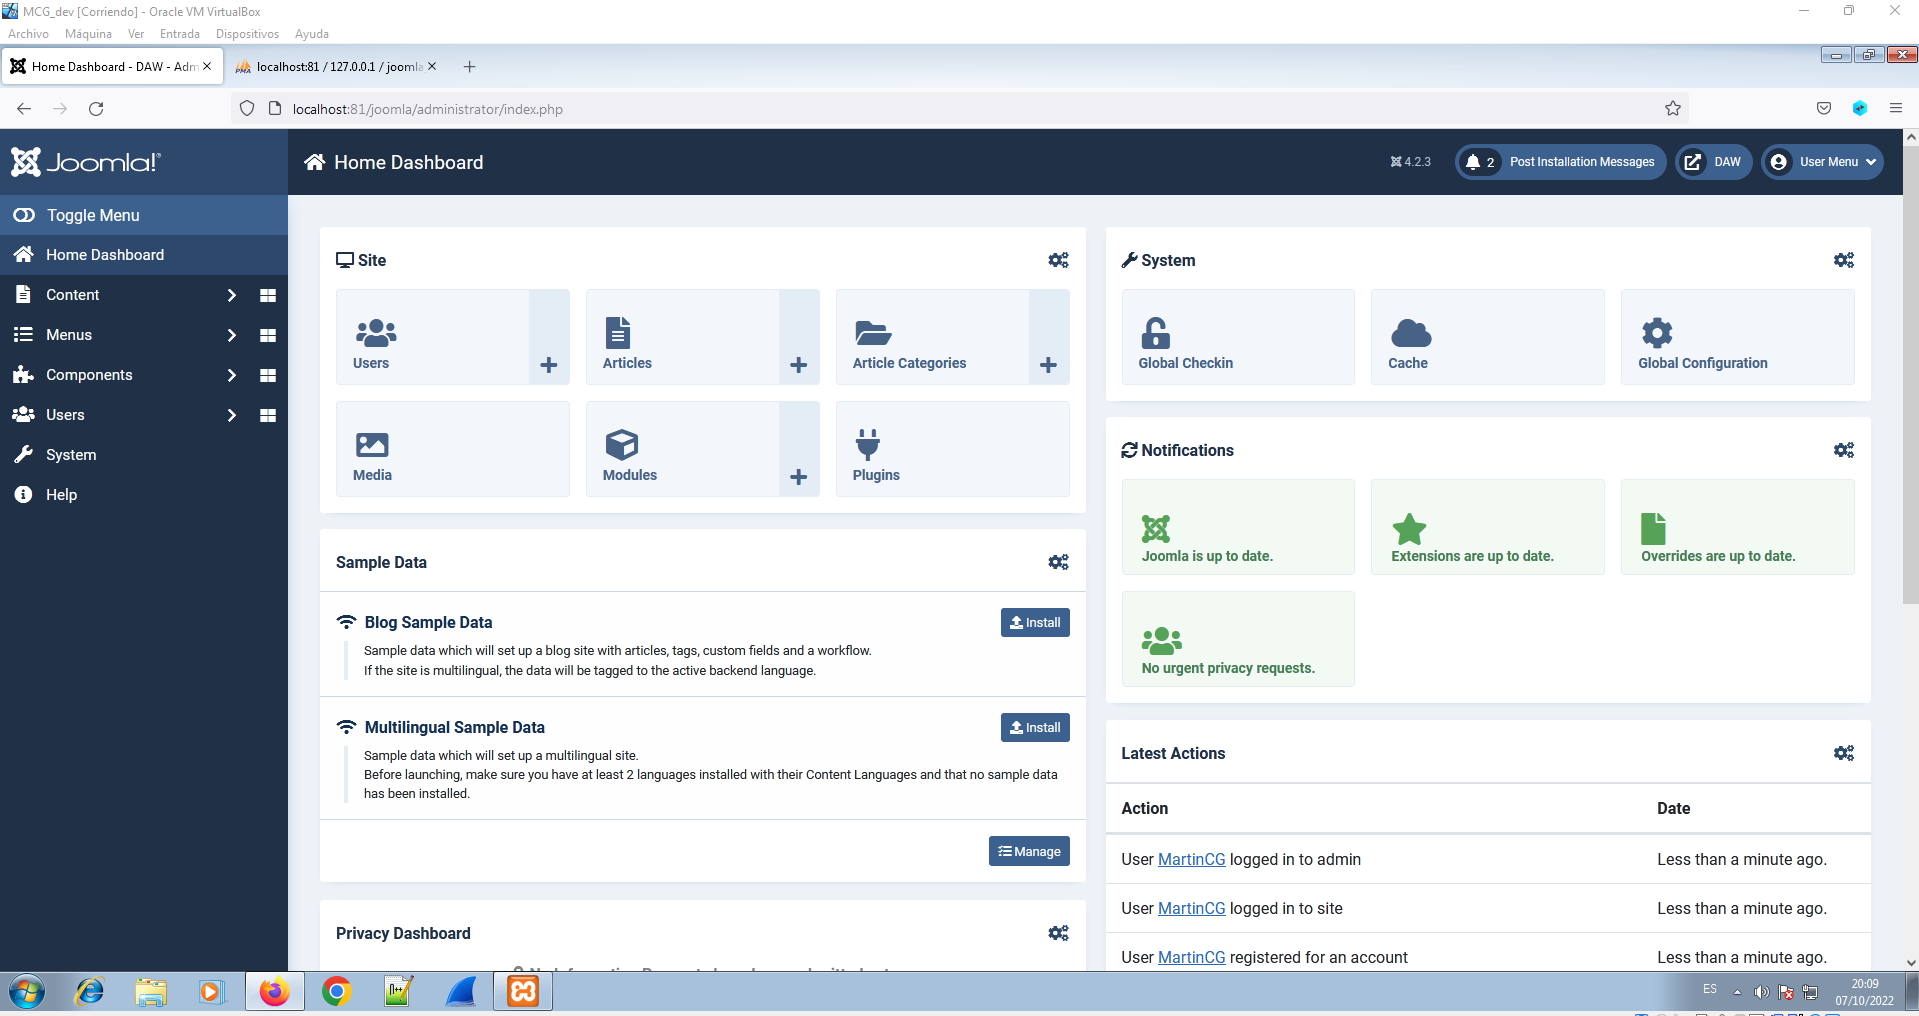 MCG_dev [Corriendo] - Oracle VM VirtualBox
Archivo Máquina Ver Entrada Dispositivos Ayuda
Home Dashboard - DAW - Adm
localhost:81 / 127.0.0.1 / joomla
localhost:81/joomla/administrator/index.php
Joomla!
Home Dashboard
4.2.3
2 Post Installation Messages
DAW
User Menu
Toggle Menu
Home Dashboard
Content
Menus
Components
Users
System
Help
Site
Users
Articles
Article Categories
Media
Modules
Plugins
Sample Data
Blog Sample Data
Install
Sample data which will set up a blog site with articles, tags, custom fields and a workflow.
If the site is multilingual, the data will be tagged to the active backend language.
Multilingual Sample Data
Install
Sample data which will set up a multilingual site.
Before launching, make sure you have at least 2 languages installed with their Content Languages and that no sample data
has been installed.
Manage
Privacy Dashboard
System
Global Checkin
Cache
Global Configuration
Notifications
Joomla is up to date.
Extensions are up to date.
Overrides are up to date.
No urgent privacy requests.
Latest Actions
Action Date
User MartinCG logged in to admin Less than a minute ago.
User MartinCG logged in to site Less than a minute ago.
User MartinCG registered for an account Less than a minute ago.
ES
20:09
07/10/2022